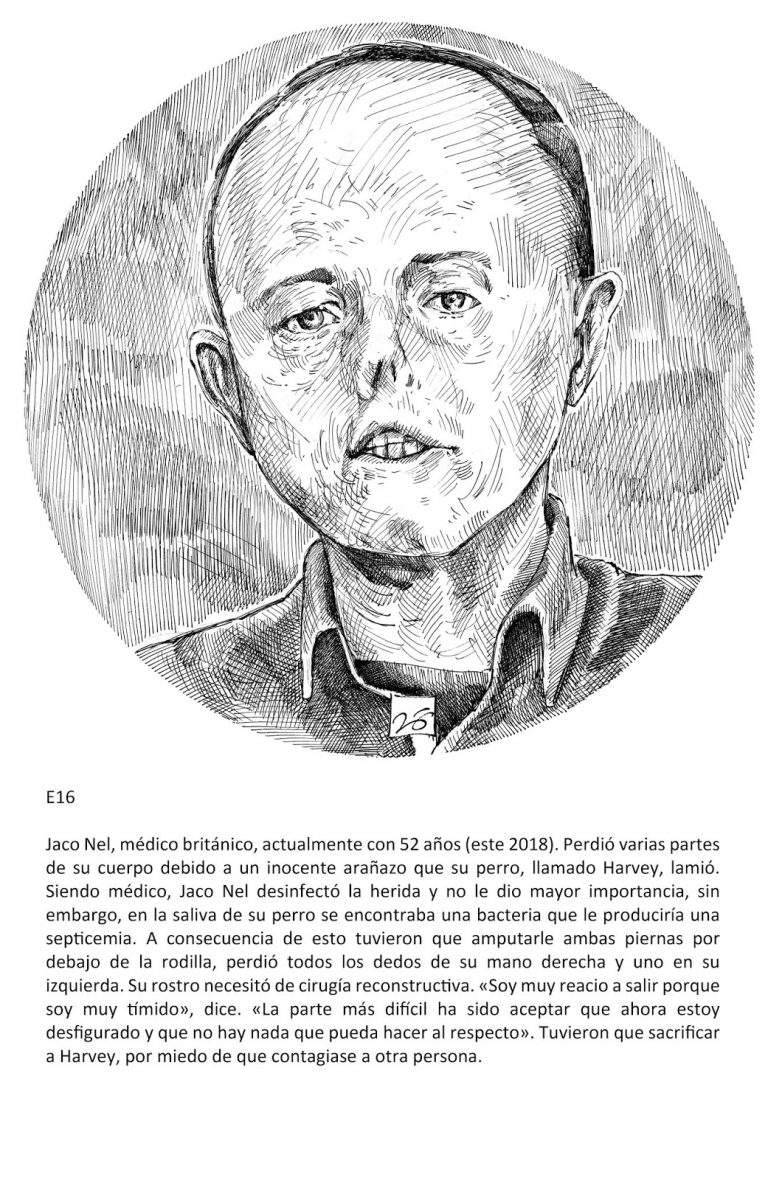 26
E16
Jaco Nel, médico británico, actualmente con 52 años (este 2018). Perdió varias partes
de su cuerpo debido a un inocente arañazo que su perro, llamado Harvey, lamió.
Siendo médico, Jaco Nel desinfectó la herida y no le dio mayor importancia, sin
embargo, en la saliva de su perro se encontraba una bacteria que le produciría una
septicemia. A consecuencia de esto tuvieron que amputarle ambas piernas por
debajo de la rodilla, perdió todos los dedos de su mano derecha y uno en su
izquierda. Su rostro necesitó de cirugía reconstructiva. «Soy muy reacio a salir porque
soy muy tímido», dice. «La parte más difícil ha sido aceptar que ahora estoy
desfigurado y que no hay nada que pueda hacer al respecto». Tuvieron que sacrificar
a Harvey, por miedo de que contagiase a otra persona.